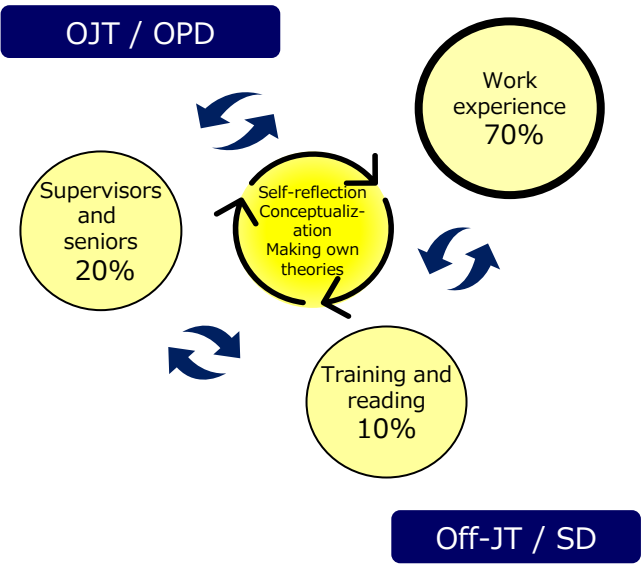 OJT / OPD
Work
experience
70%
Supervisors
and
seniors
20%
Self-reflection
Conceptualiz-
ation
Making own
theories
Training and
reading
10%
Off-JT / SD